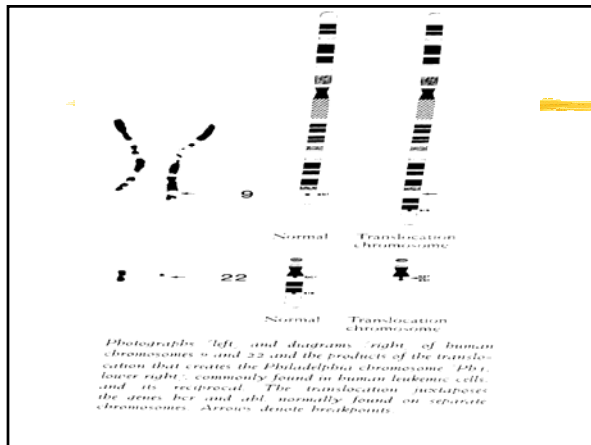 9
Normal Translocation
chromosome
22
Normal Translocation
chromosome
Photographs left, and diagrams right, of human
chromosomes 9 and 22 and the products of the translo-
cation that creates the Philadelphia chromosome Ph1,
lower right, commonly found in human leukemic cells,
and its reciprocal. The translocation juxtaposes
the genes bcr and abl normally found on separate
chromosomes. Arrows denote breakpoints.